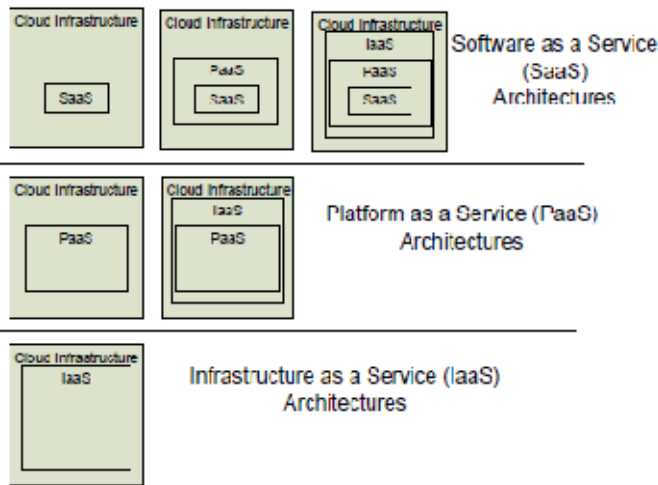 Cloud Infrastructure
SaaS
Cloud Infrastructure
PaaS
SaaS
Cloud Infrastructure
IaaS
PaaS
SaaS
Software as a Service
(SaaS)
Architectures
Cloud Infrastructure
PaaS
Cloud Infrastructure
IaaS
PaaS
Platform as a Service (PaaS)
Architectures
Cloud Infrastructure
IaaS
Infrastructure as a Service (IaaS)
Architectures